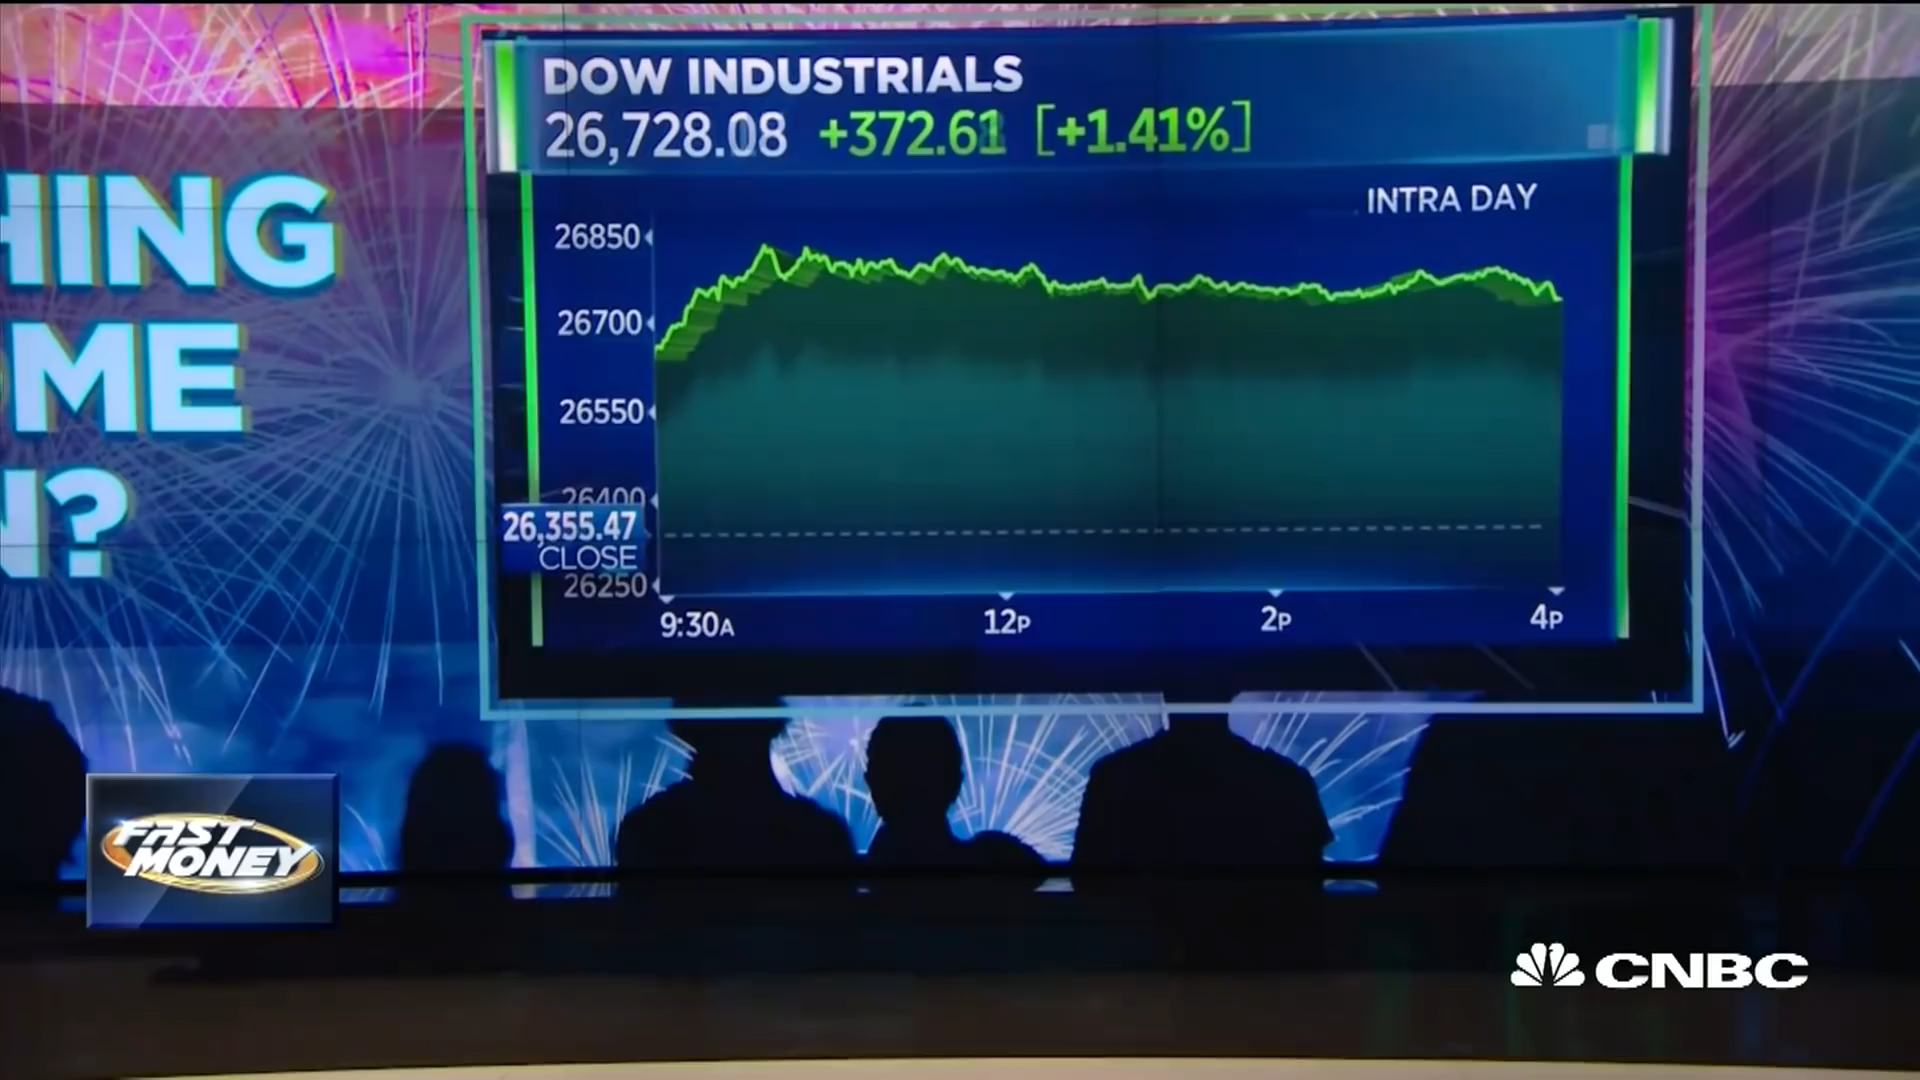 DOW INDUSTRIALS
26,728.08 +372.61 [+1.41%]
INTRA DAY
26850
26700
26550
26400
26,355.47
CLOSE
26250
9:30A 12P 2P 4P
HING
ME
?
FAST
MONEY
CNBC